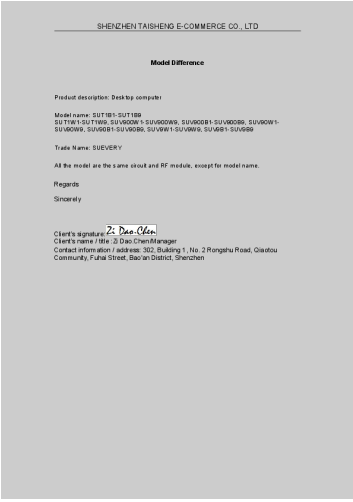 SHENZHEN TAISHENG E-COMMERCE CO., LTD
Model Difference
Product description: Desktop computer
Model name: SUT1B1-SUT1B9
SUT1W1-SUT1W9, SUV900W1-SUV900W9, SUV900B1-SUV900B9, SUV90W1-
SUV90W9, SUV90B1-SUV90B9, SUV9W1-SUV9W9, SUV9B1-SUV9B9
Trade Name: SUEVERY
All the model are the same circuit and RF module, except for model name.
Regards
Sincerely
Client's signature: Zi Dao.Chen
Client's name / title :Zi Dao.Chen/Manager
Contact information / address: 302, Building 1, No. 2 Rongshu Road, Qiaotou
Community, Fuhai Street, Bao'an District, Shenzhen